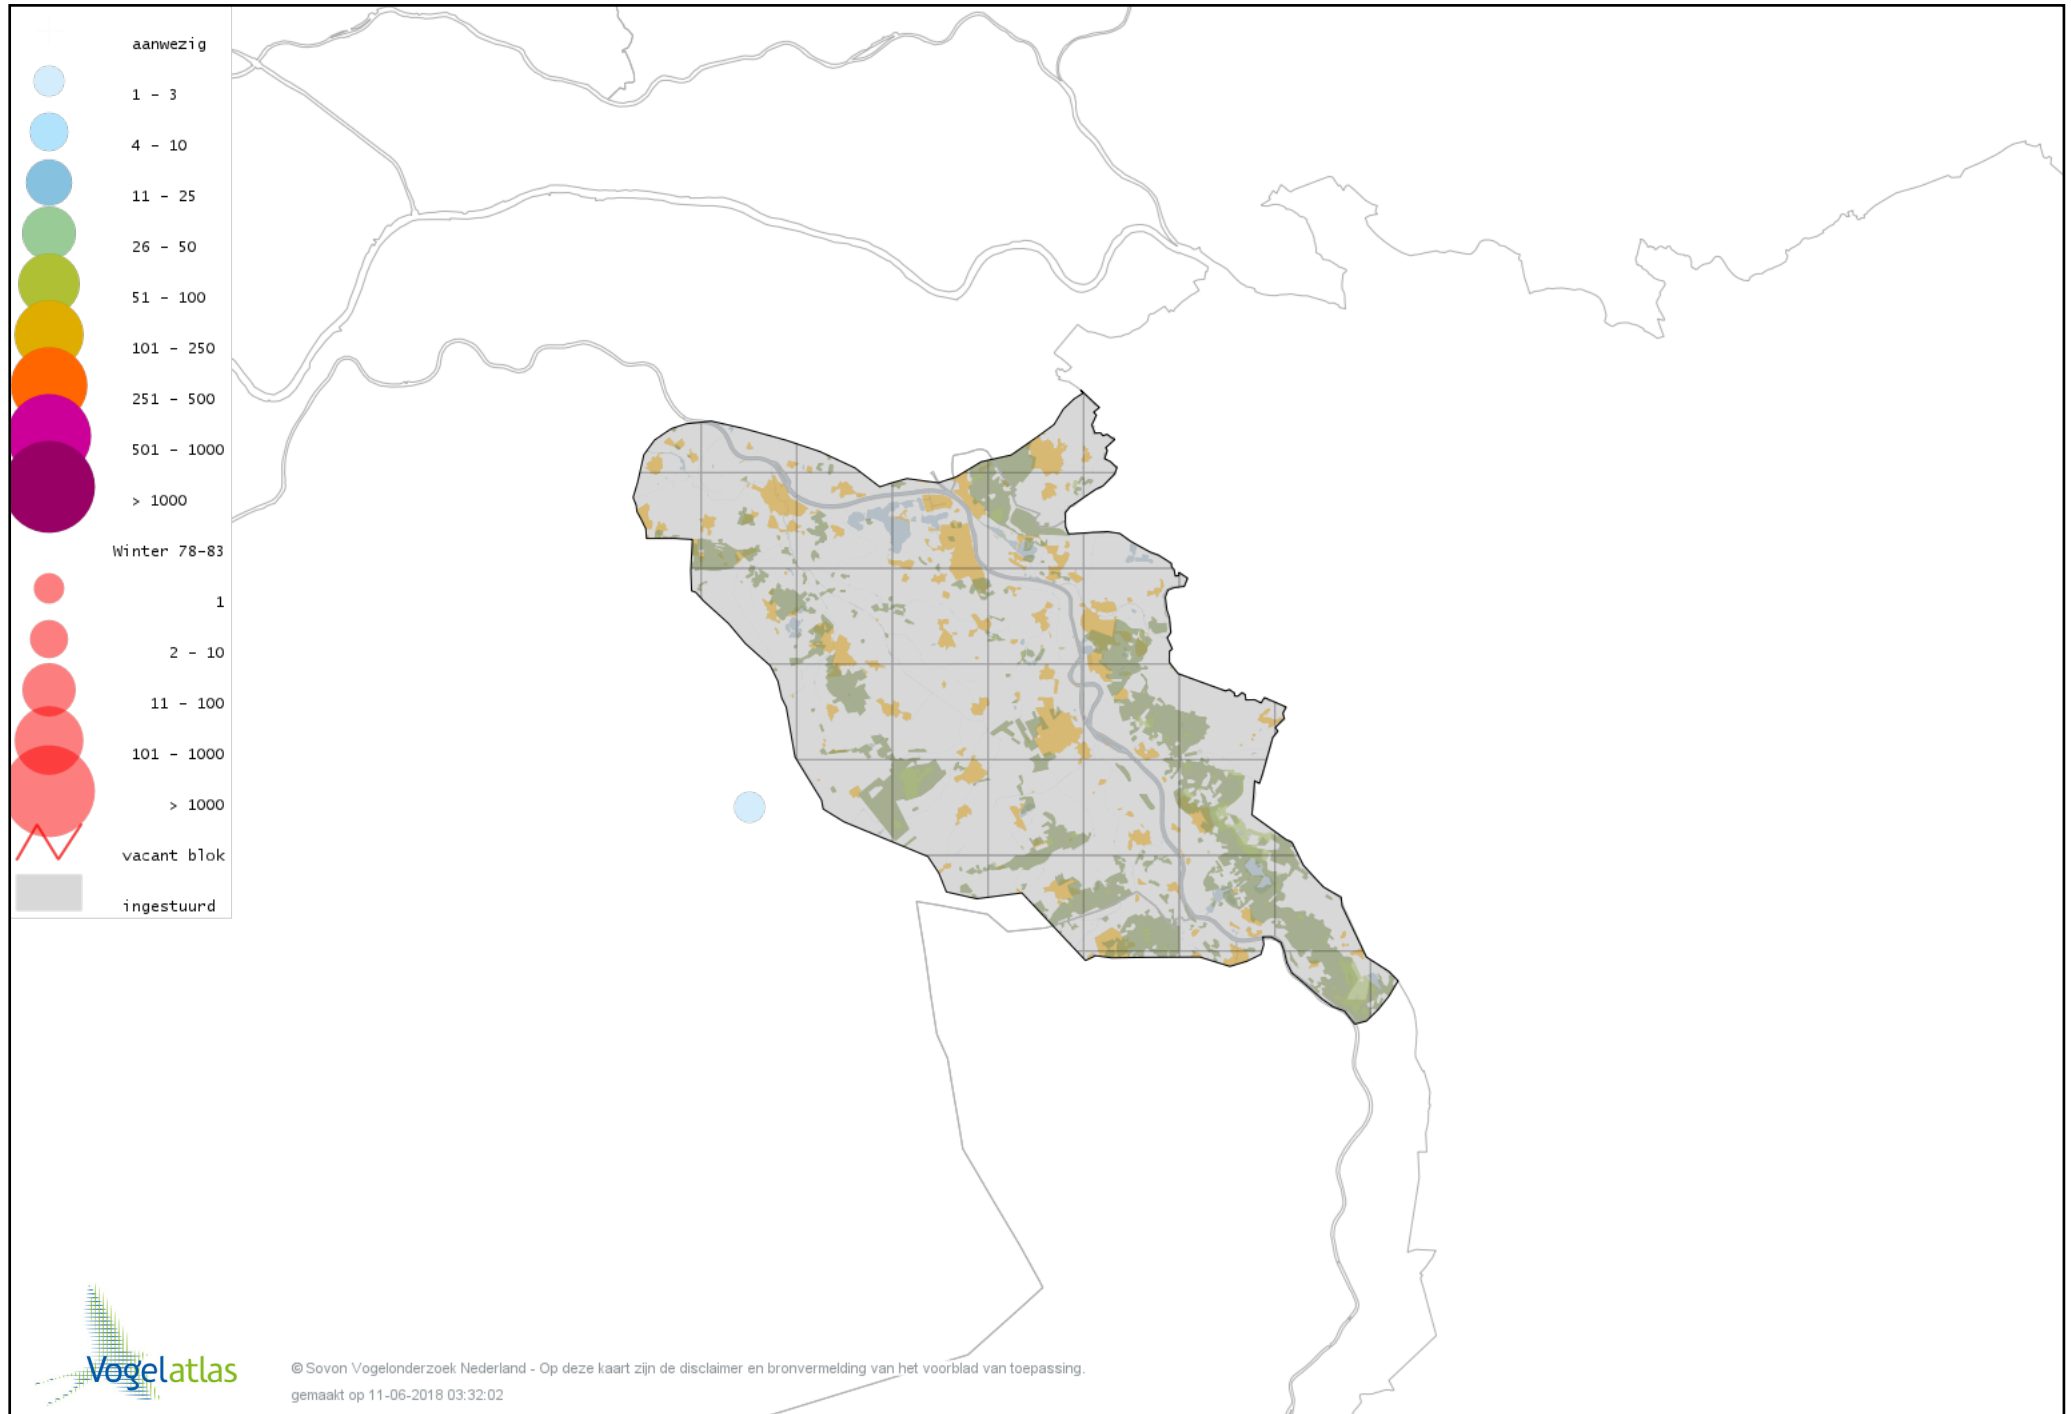 aanwezig
1 - 3
4 - 10
11 - 25
26 - 50
51 - 100
101 - 250
251 - 500
501 - 1000
> 1000
Winter 78-83
1
2 - 10
11 - 100
101 - 1000
> 1000
vacant blok
ingestuurd
Vogelatlas
© Sovon Vogelonderzoek Nederland - Op deze kaart zijn de disclaimer en bronvermelding van het voorblad van toepassing.
gemaakt op 11-06-2018 03:32:02